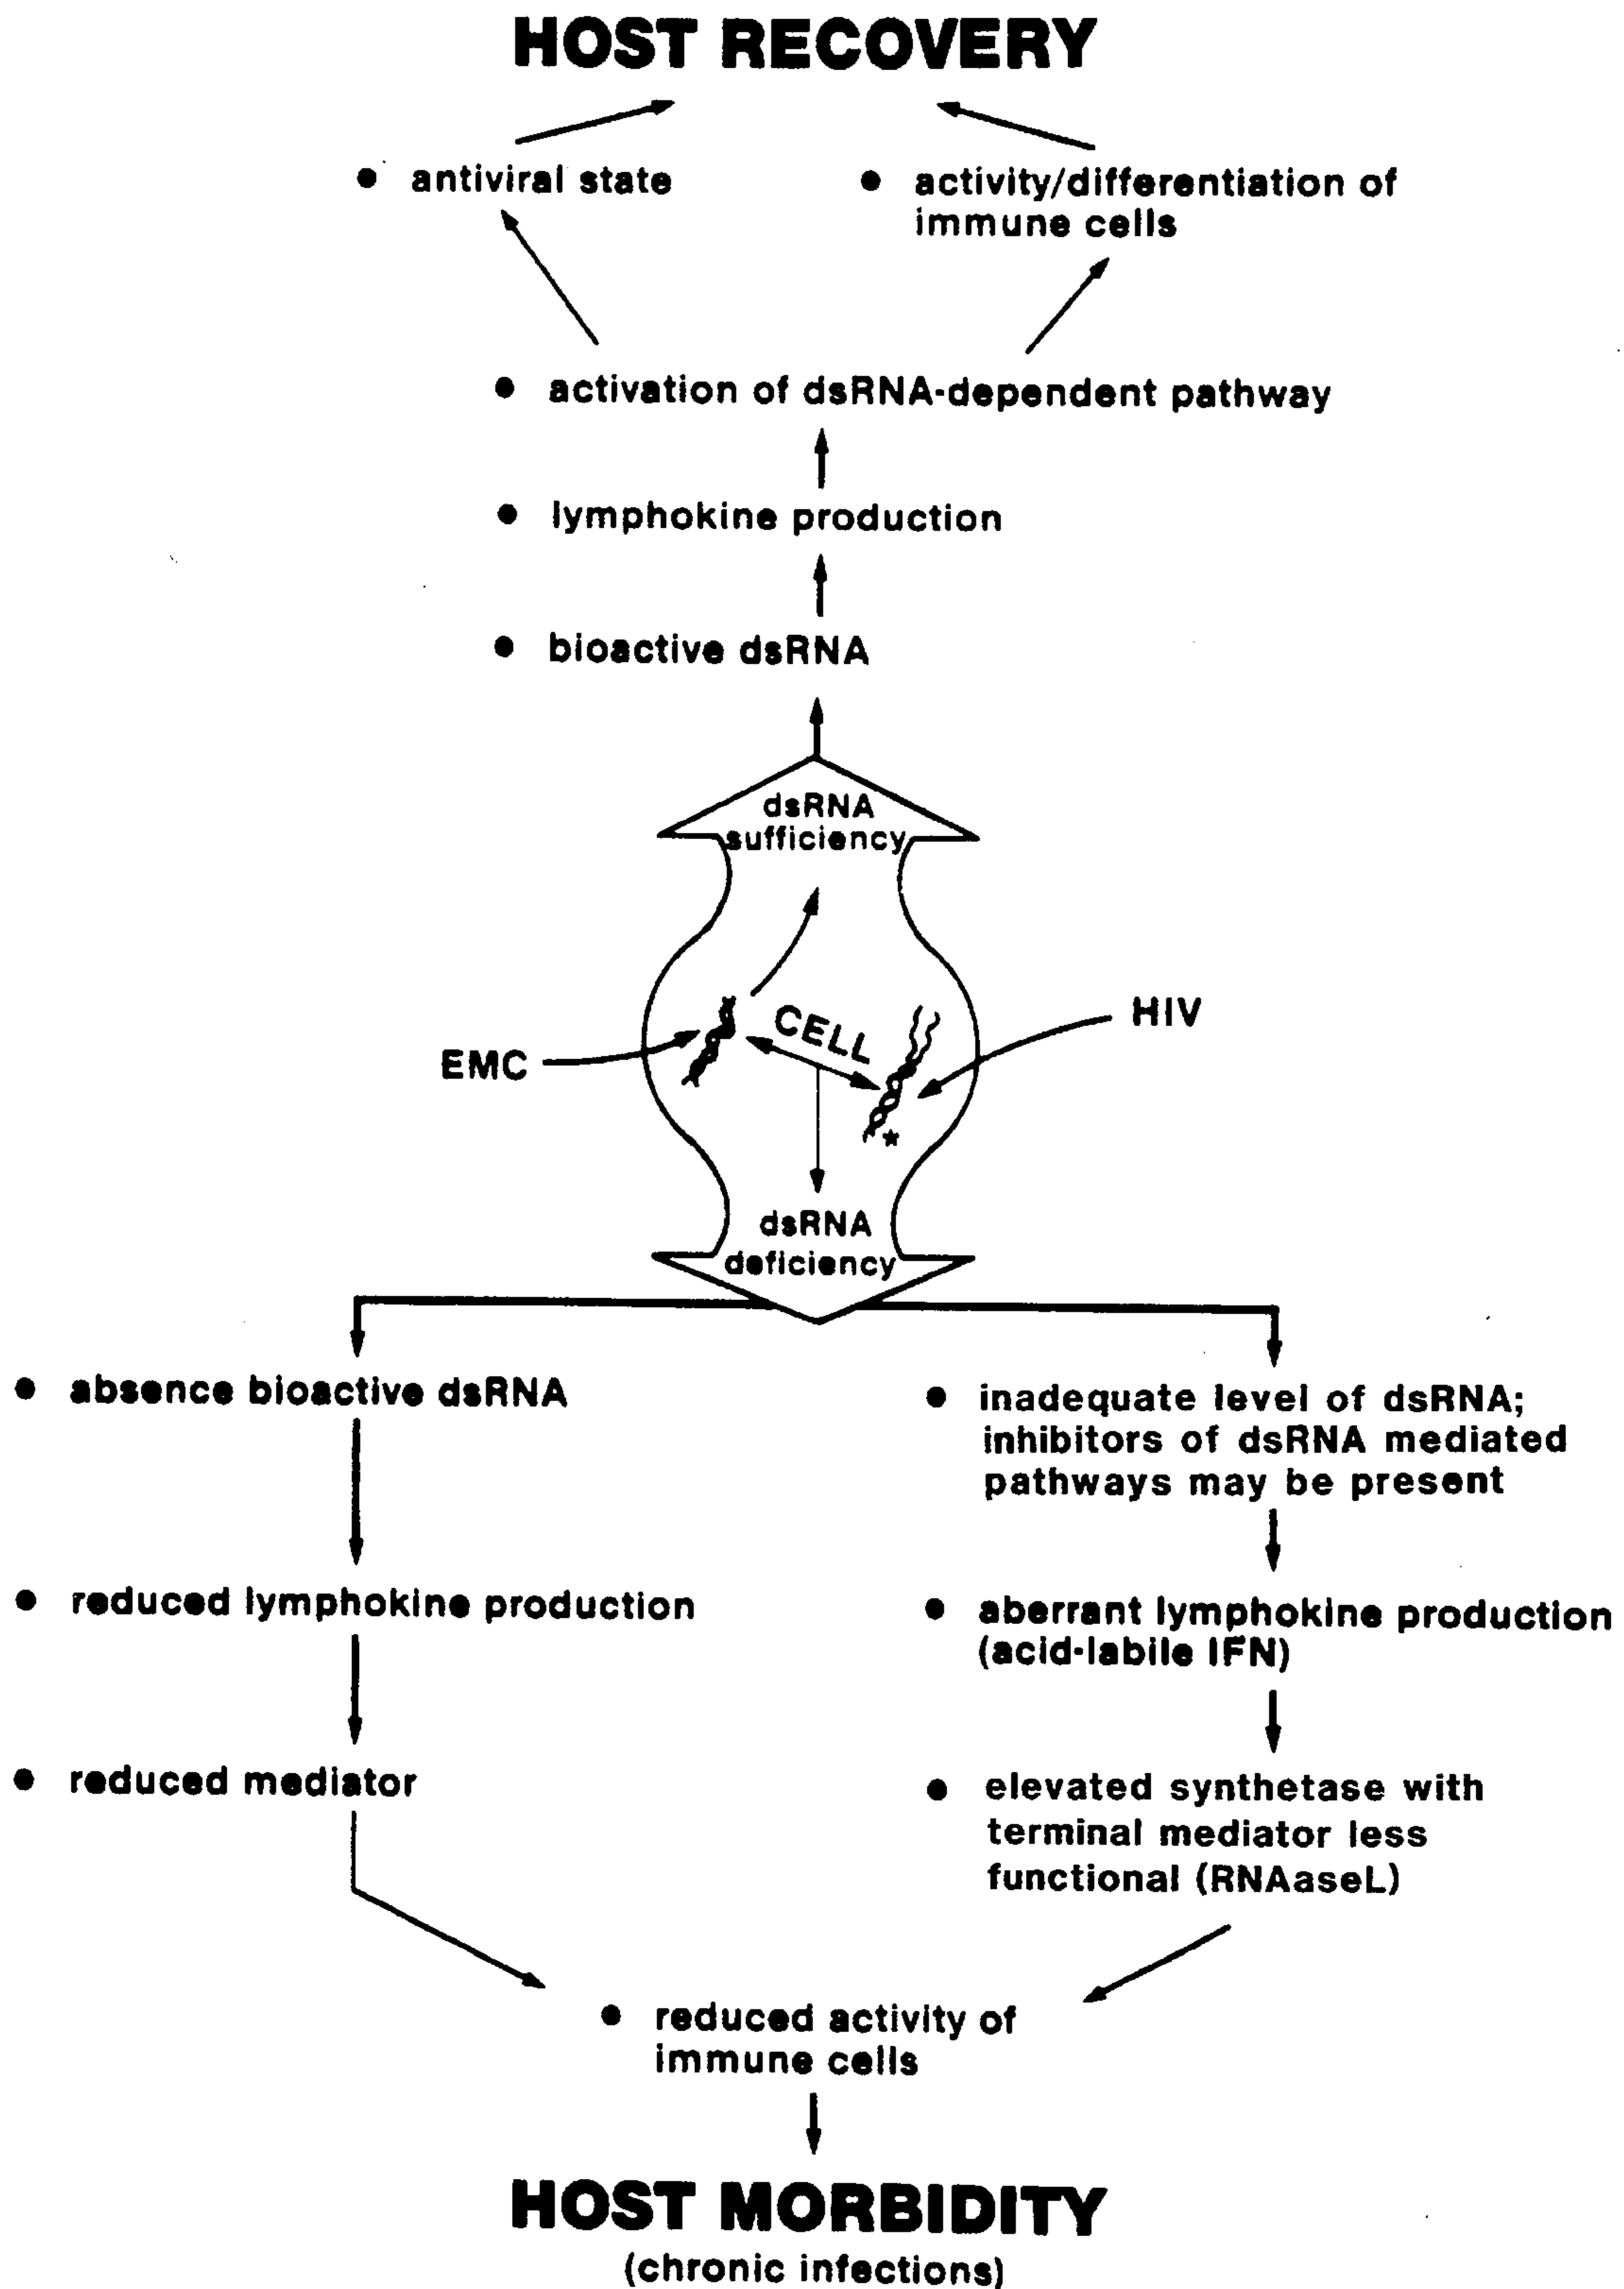 HOST RECOVERY
• antiviral state
• activity/differentiation of
immune cells
• activation of dsRNA-dependent pathway
• lymphokine production
• bioactive dsRNA
dsRNA
sufficiency
CELL
HIV
EMC
*
dsRNA
deficiency
• absence bioactive dsRNA
• inadequate level of dsRNA;
inhibitors of dsRNA mediated
pathways may be present
• reduced lymphokine production
• aberrant lymphokine production
(acid-labile IFN)
• reduced mediator
• elevated synthetase with
terminal mediator less
functional (RNAaseL)
• reduced activity of
immune cells
HOST MORBIDITY
(chronic infections)